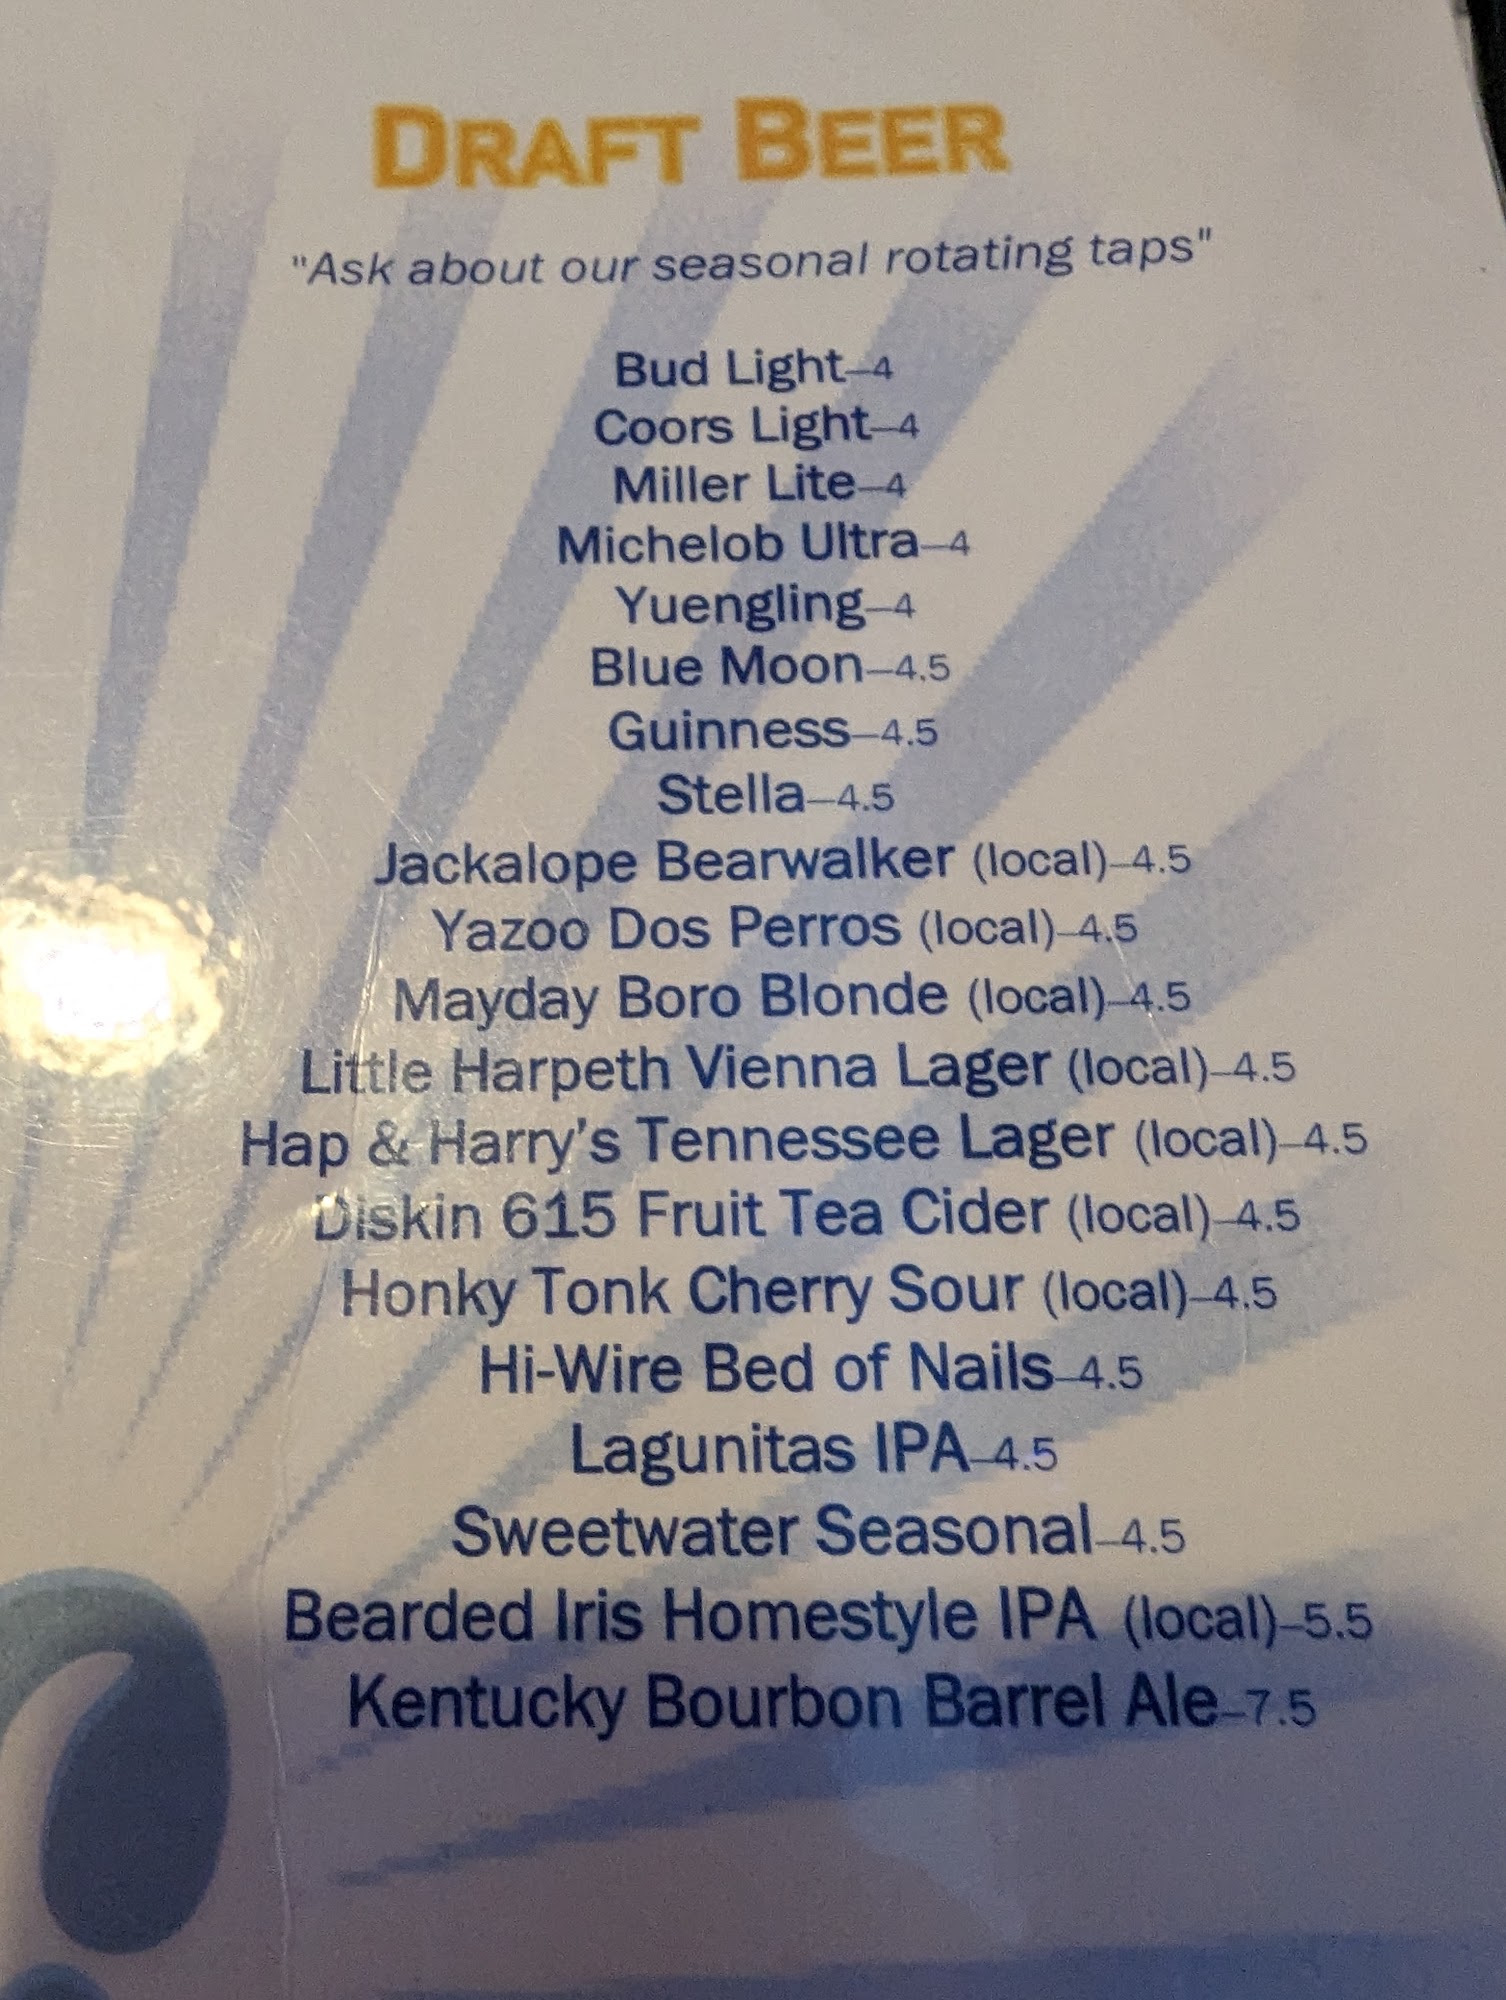 DRAFT BEER
"Ask about our seasonal rotating taps"
Bud Light—4
Coors Light—4
Miller Lite—4
Michelob Ultra—4
Yuengling—4
Blue Moon—4.5
Guinness—4.5
Stella—4.5
Jackalope Bearwalker (local)—4.5
Yazoo Dos Perros (local)—4.5
Mayday Boro Blonde (local)—4.5
Little Harpeth Vienna Lager (local)—4.5
Hap & Harry's Tennessee Lager (local)—4.5
Diskin 615 Fruit Tea Cider (local)—4.5
Honky Tonk Cherry Sour (local)—4.5
Hi-Wire Bed of Nails—4.5
Lagunitas IPA—4.5
Sweetwater Seasonal—4.5
Bearded Iris Homestyle IPA (local)—5.5
Kentucky Bourbon Barrel Ale—7.5